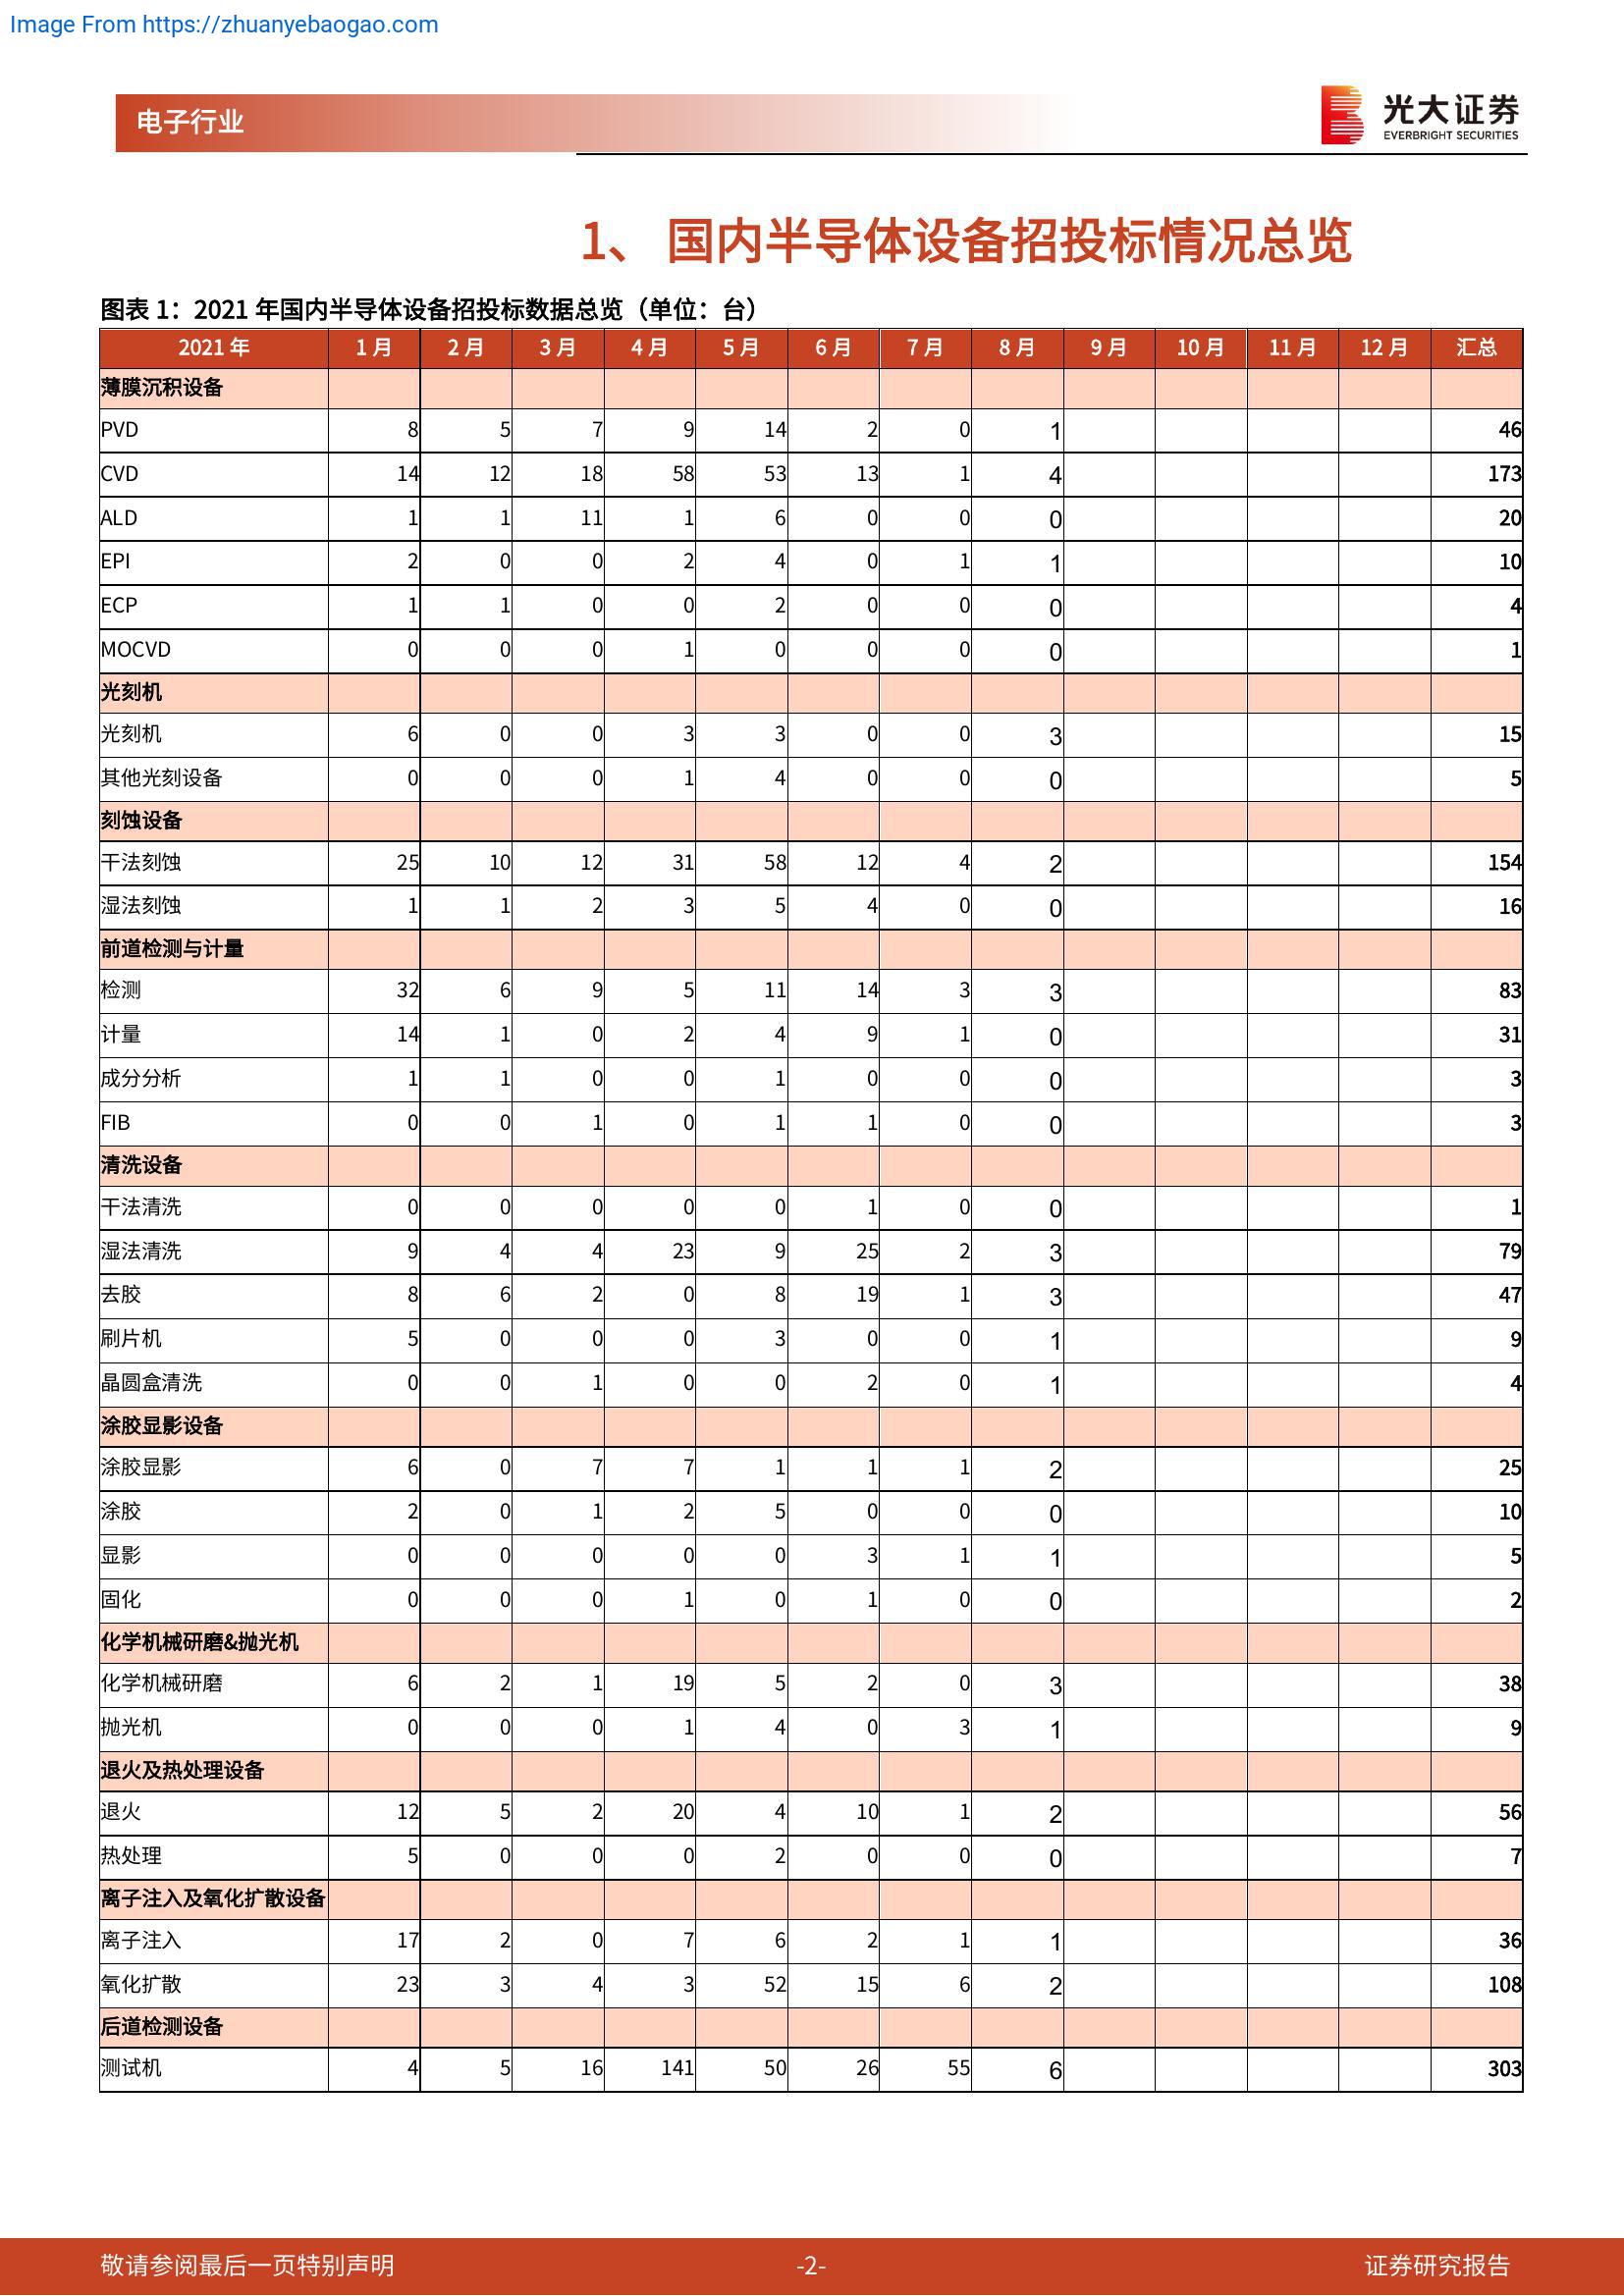 Image From https://zhuanyebaogao.com
电子行业
光大证券
EVERBRIGHT SECURITIES
1、 国内半导体设备招投标情况总览
图表 1：2021 年国内半导体设备招投标数据总览（单位：台）
2021 年 1 月 2 月 3 月 4 月 5 月 6 月 7 月 8 月 9 月 10 月 11 月 12 月 汇总
薄膜沉积设备
PVD 8 5 7 9 14 2 0 1 46
CVD 14 12 18 58 53 13 1 4 173
ALD 1 1 11 1 6 0 0 0 20
EPI 2 0 0 2 4 0 1 1 10
ECP 1 1 0 0 2 0 0 0 4
MOCVD 0 0 0 1 0 0 0 0 1
光刻机
光刻机 6 0 0 3 3 0 0 3 15
其他光刻设备 0 0 0 1 4 0 0 0 5
刻蚀设备
干法刻蚀 25 10 12 31 58 12 4 2 154
湿法刻蚀 1 1 2 3 5 4 0 0 16
前道检测与计量
检测 32 6 9 5 11 14 3 3 83
计量 14 1 0 2 4 9 1 0 31
成分分析 1 1 0 0 1 0 0 0 3
FIB 0 0 1 0 1 1 0 0 3
清洗设备
干法清洗 0 0 0 0 0 1 0 0 1
湿法清洗 9 4 4 23 9 25 2 3 79
去胶 8 6 2 0 8 19 1 3 47
刷片机 5 0 0 0 3 0 0 1 9
晶圆盒清洗 0 0 1 0 0 2 0 1 4
涂胶显影设备
涂胶显影 6 0 7 7 1 1 1 2 25
涂胶 2 0 1 2 5 0 0 0 10
显影 0 0 0 0 0 3 1 1 5
固化 0 0 0 1 0 1 0 0 2
化学机械研磨&抛光机
化学机械研磨 6 2 1 19 5 2 0 3 38
抛光机 0 0 0 1 4 0 3 1 9
退火及热处理设备
退火 12 5 2 20 4 10 1 2 56
热处理 5 0 0 0 2 0 0 0 7
离子注入及氧化扩散设备
离子注入 17 2 0 7 6 2 1 1 36
氧化扩散 23 3 4 3 52 15 6 2 108
后道检测设备
测试机 4 5 16 141 50 26 55 6 303
敬请参阅最后一页特别声明 -2- 证券研究报告